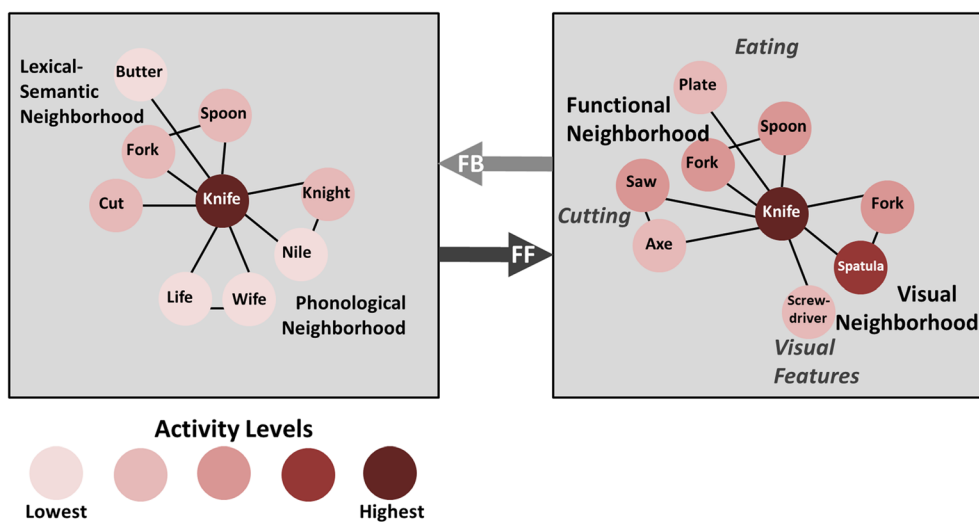 Lexical-
Semantic
Neighborhood
Butter
Spoon
Fork
Cut
Knife
Knight
Nile
Life
Wife
Phonological
Neighborhood
FB
FF
Eating
Plate
Functional
Neighborhood
Spoon
Fork
Saw
Cutting
Axe
Knife
Fork
Spatula
Screw-
driver
Visual
Neighborhood
Visual
Features
Activity Levels
Lowest
Highest